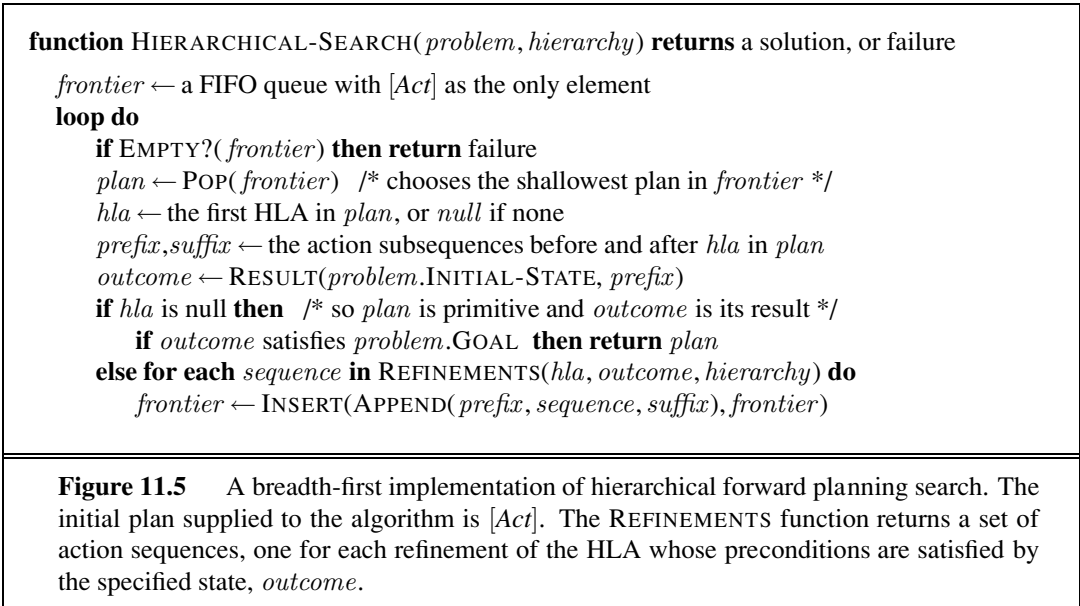 function HIERARCHICAL-SEARCH(problem, hierarchy) returns a solution, or failure
frontier ← a FIFO queue with [Act] as the only element
loop do
if EMPTY?(frontier) then return failure
plan ← POP(frontier) /* chooses the shallowest plan in frontier */
hla ← the first HLA in plan, or null if none
prefix,suffix ← the action subsequences before and after hla in plan
outcome ← RESULT(problem.INITIAL-STATE, prefix)
if hla is null then /* so plan is primitive and outcome is its result */
if outcome satisfies problem.GOAL then return plan
else for each sequence in REFINEMENTS(hla, outcome, hierarchy) do
frontier ← INSERT(APPEND(prefix, sequence, suffix), frontier)
Figure 11.5 A breadth-first implementation of hierarchical forward planning search. The
initial plan supplied to the algorithm is [Act]. The REFINEMENTS function returns a set of
action sequences, one for each refinement of the HLA whose preconditions are satisfied by
the specified state, outcome.